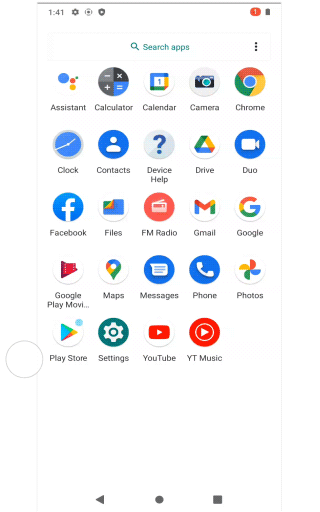 1:41
1
Search apps
Assistant Calculator Calendar Camera Chrome
Clock Contacts Device Help Drive Duo
Facebook Files FM Radio Gmail Google
Google Play Movi... Maps Messages Phone Photos
Play Store Settings YouTube YT Music